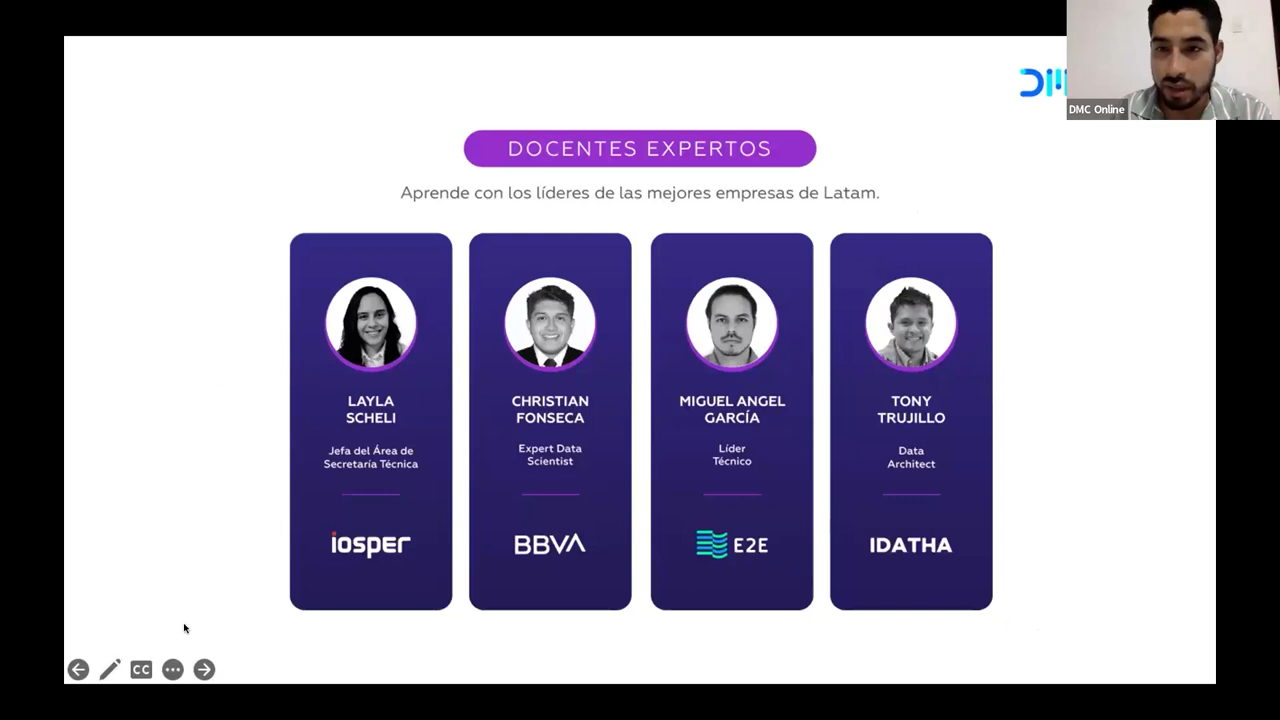 DMC Online
DOCENTES EXPERTOS
Aprende con los líderes de las mejores empresas de Latam.
LAYLA
SCHELI
Jefa del Área de
Secretaría Técnica
iosper
CHRISTIAN
FONSECA
Expert Data
Scientist
BBVA
MIGUEL ANGEL
GARCÍA
Líder
Técnico
E2E
TONY
TRUJILLO
Data
Architect
IDATHA
CC